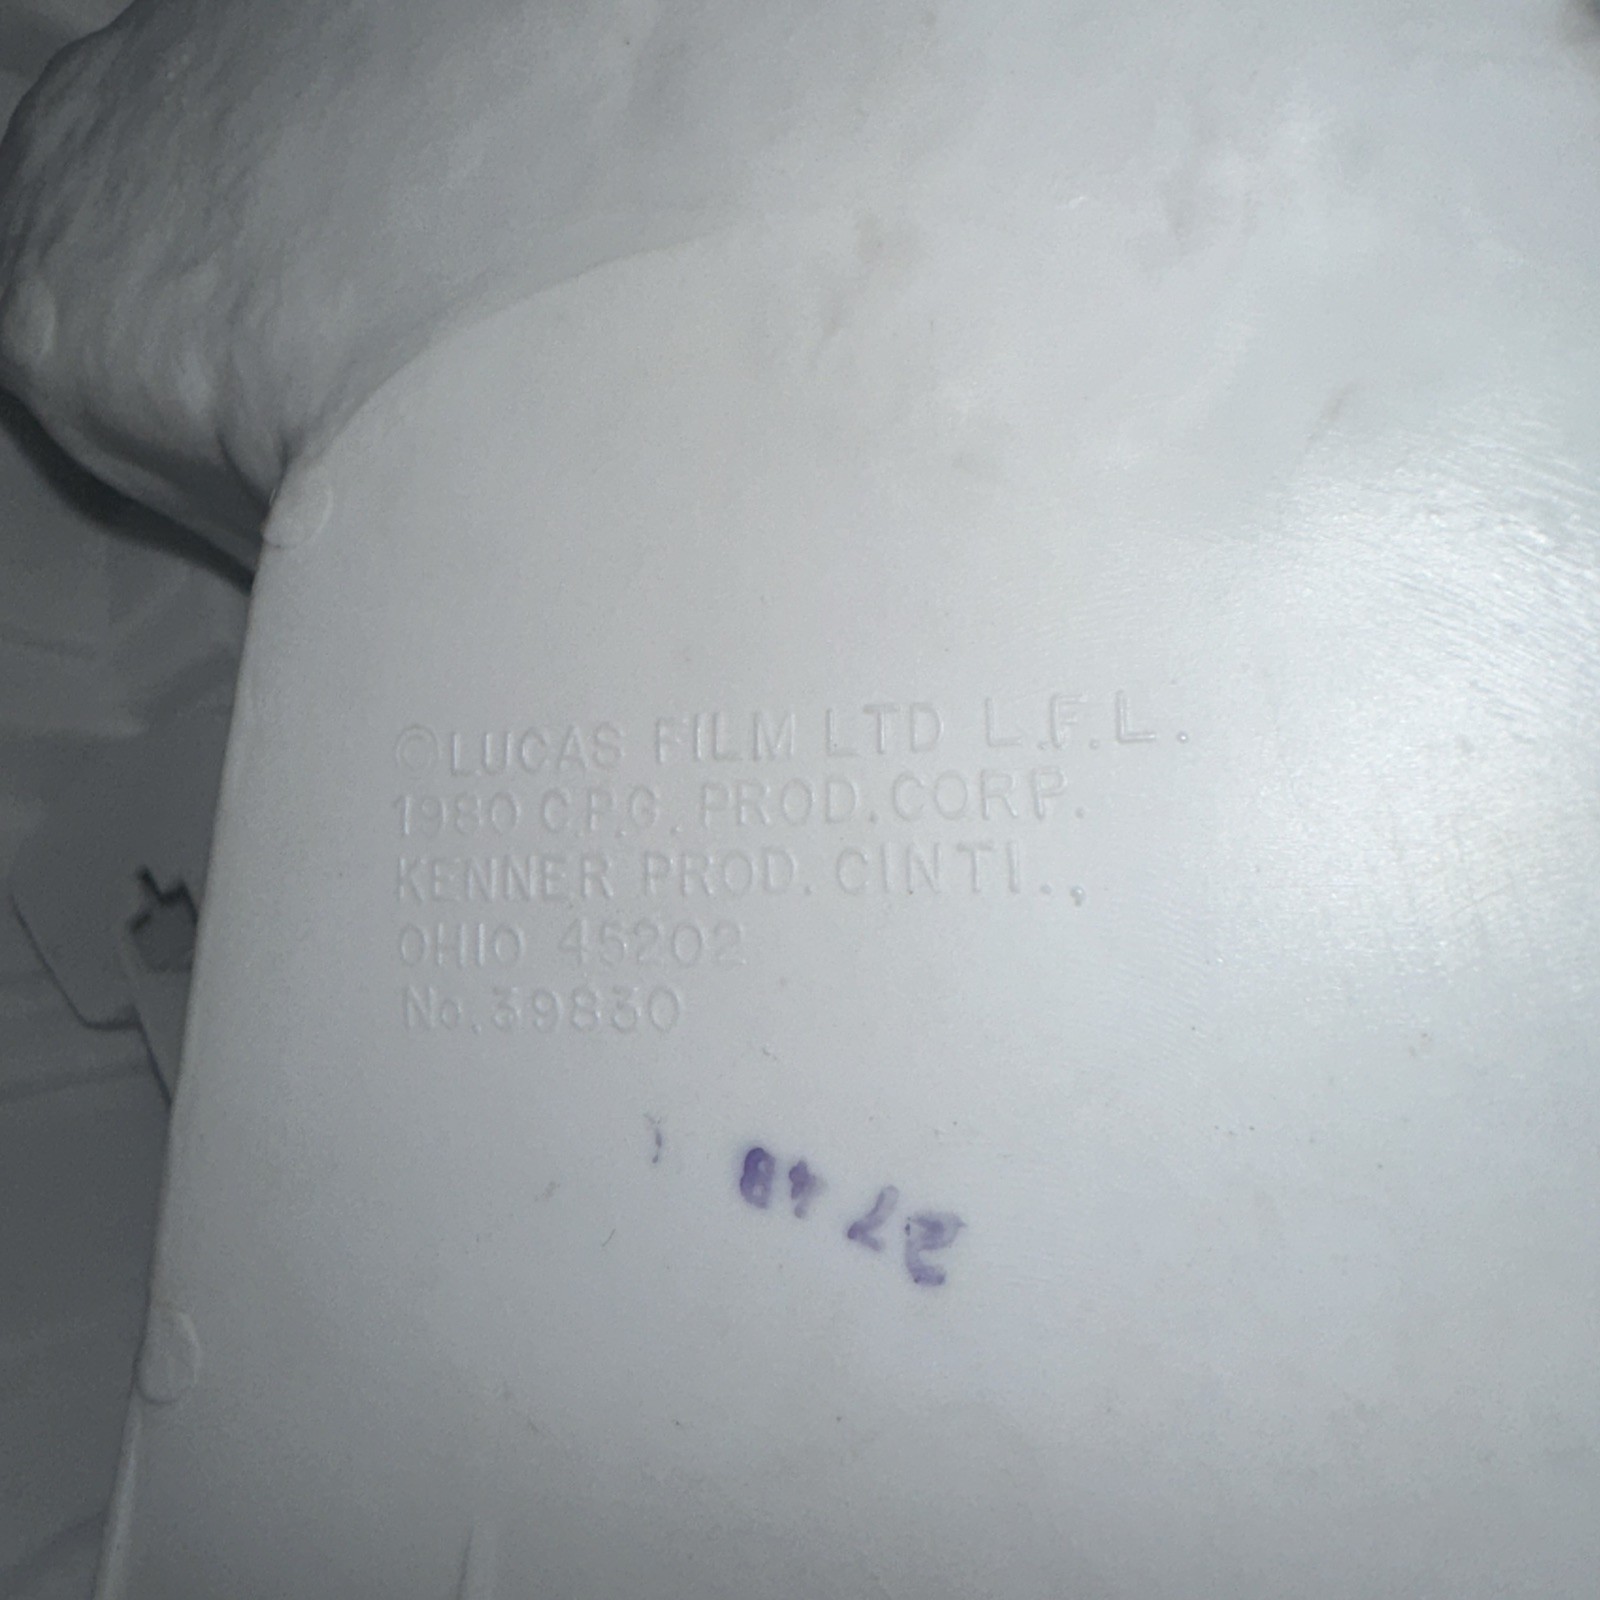 ©LUCAS FILM LTD L.F.L.
1980 C.P.G. PROD. CORP.
KENNER PROD. CINTI.,
OHIO 45202
No. 39830